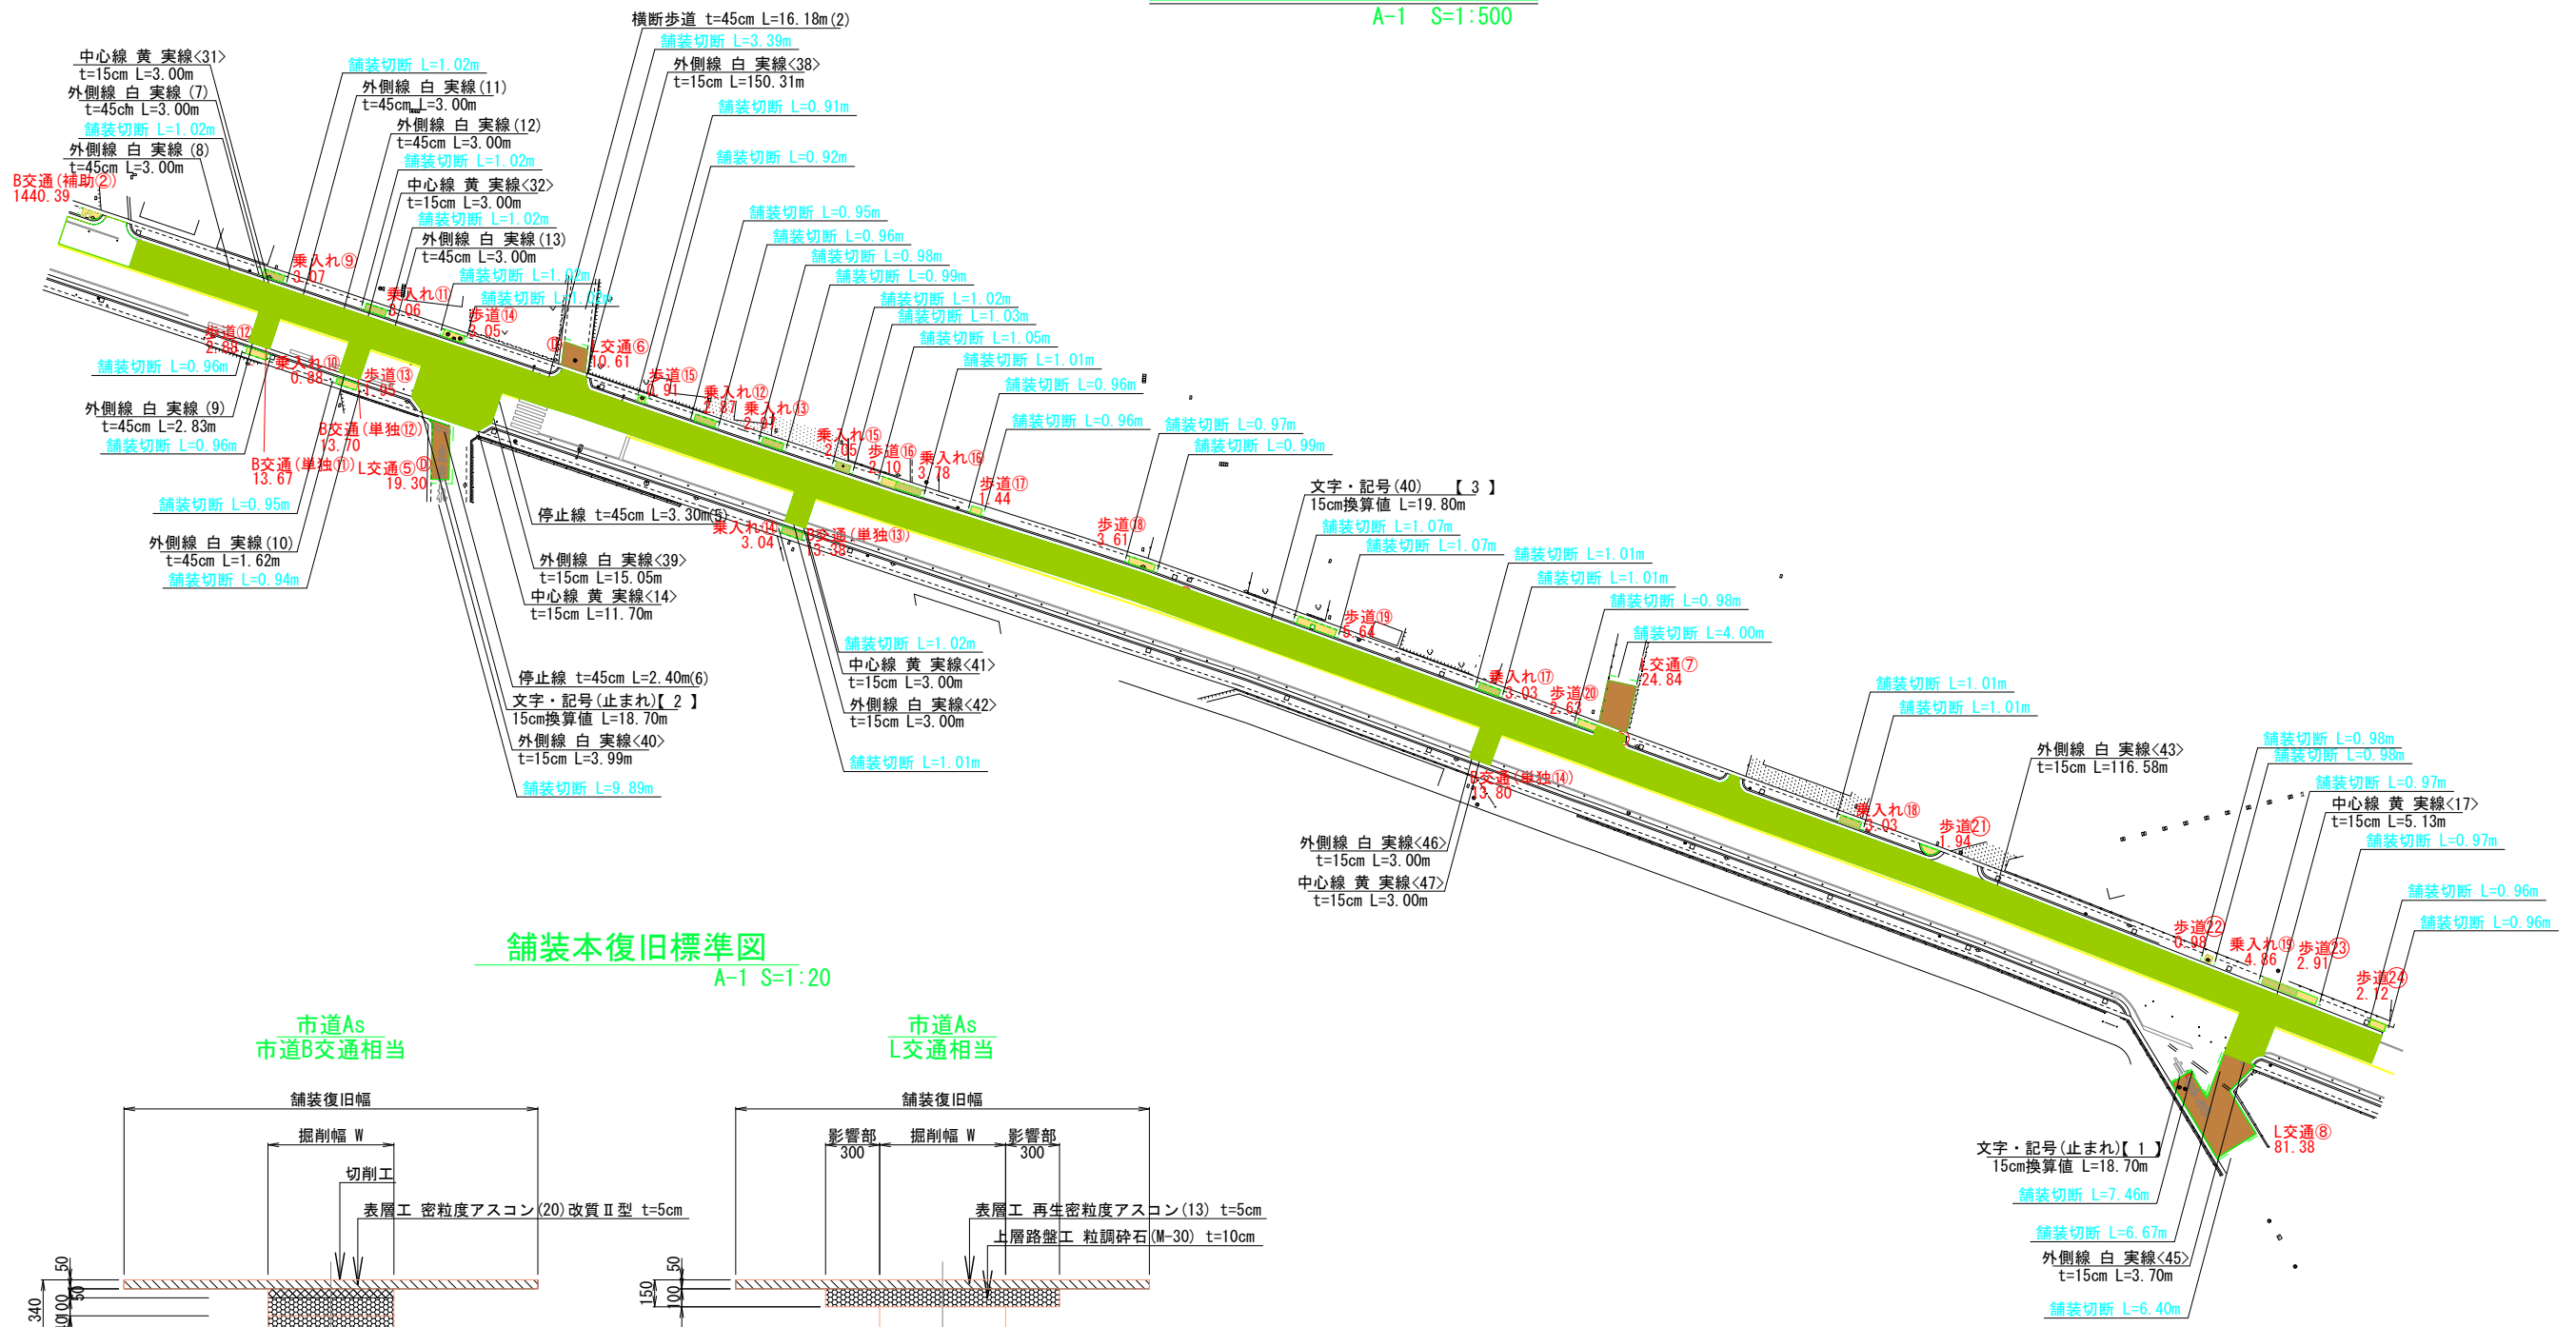 A-1 S=1:500
横断歩道 t=45cm L=16.18m(2)
舗装切断 L=3.39m
外側線 白 実線<38>
t=15cm L=150.31m
舗装切断 L=0.91m
舗装切断 L=0.92m
中心線 黄 実線<31>
t=15cm L=3.00m
外側線 白 実線(7)
t=45cm L=3.00m
舗装切断 L=1.02m
外側線 白 実線(8)
t=45cm L=3.00m
B交通(補助②)
1440.39
舗装切断 L=1.02m
外側線 白 実線(11)
t=45cm L=3.00m
外側線 白 実線(12)
t=45cm L=3.00m
舗装切断 L=1.02m
中心線 黄 実線<32>
t=15cm L=3.00m
舗装切断 L=1.02m
外側線 白 実線(13)
t=45cm L=3.00m
舗装切断 L=1.02m
舗装切断 L=1.02m
舗装切断 L=0.95m
舗装切断 L=0.96m
舗装切断 L=0.98m
舗装切断 L=0.99m
舗装切断 L=1.02m
舗装切断 L=1.03m
舗装切断 L=1.05m
舗装切断 L=1.01m
舗装切断 L=0.96m
舗装切断 L=0.96m
舗装切断 L=0.97m
舗装切断 L=0.99m
乗入れ⑨
3.07
乗入れ⑪
3.06
歩道⑭
3.05
L交通⑥
10.61
歩道⑮
0.91
乗入れ⑫
2.87
乗入れ⑬
2.97
乗入れ⑮
2.05
歩道⑯
2.10
乗入れ⑯
3.78
歩道⑰
1.44
歩道⑱
3.61
歩道⑫
2.88
乗入れ⑩
0.88
歩道⑬
1.95
舗装切断 L=0.96m
外側線 白 実線(9)
t=45cm L=2.83m
舗装切断 L=0.96m
B交通(単独⑫)
13.70
B交通(単独⑪)
13.67
L交通⑤
19.30
舗装切断 L=0.95m
外側線 白 実線(10)
t=45cm L=1.62m
舗装切断 L=0.94m
停止線 t=45cm L=3.30m(5)
外側線 白 実線<39>
t=15cm L=15.05m
中心線 黄 実線<14>
t=15cm L=11.70m
停止線 t=45cm L=2.40m(6)
文字・記号(止まれ)【 2 】
15cm換算値 L=18.70m
外側線 白 実線<40>
t=15cm L=3.99m
舗装切断 L=9.89m
乗入れ⑭
3.04
B交通(単独⑬)
13.38
舗装切断 L=1.02m
中心線 黄 実線<41>
t=15cm L=3.00m
外側線 白 実線<42>
t=15cm L=3.00m
舗装切断 L=1.01m
文字・記号(40) 【 3 】
15cm換算値 L=19.80m
舗装切断 L=1.07m
舗装切断 L=1.07m
舗装切断 L=1.01m
舗装切断 L=1.01m
舗装切断 L=0.98m
舗装切断 L=4.00m
歩道⑲
5.64
乗入れ⑰
3.03
歩道⑳
2.63
L交通⑦
24.84
B交通(単独⑭)
13.80
外側線 白 実線<46>
t=15cm L=3.00m
中心線 黄 実線<47>
t=15cm L=3.00m
舗装切断 L=1.01m
舗装切断 L=1.01m
乗入れ⑱
3.03
歩道㉑
1.94
外側線 白 実線<43>
t=15cm L=116.58m
舗装切断 L=0.98m
舗装切断 L=0.98m
舗装切断 L=0.97m
中心線 黄 実線<17>
t=15cm L=5.13m
舗装切断 L=0.97m
舗装切断 L=0.96m
舗装切断 L=0.96m
歩道㉒
0.98
乗入れ⑲
4.86
歩道㉓
2.91
歩道㉔
2.12
L交通⑧
81.38
文字・記号(止まれ)【 1 】
15cm換算値 L=18.70m
舗装切断 L=7.46m
舗装切断 L=6.67m
外側線 白 実線<45>
t=15cm L=3.70m
舗装切断 L=6.40m
舗装本復旧標準図
A-1 S=1:20
市道As
市道B交通相当
舗装復旧幅
掘削幅 W
切削工
表層工 密粒度アスコン(20)改質Ⅱ型 t=5cm
50
50
100
340
市道As
L交通相当
舗装復旧幅
影響部
300
掘削幅 W
影響部
300
表層工 再生密粒度アスコン(13) t=5cm
上層路盤工 粒調砕石(M-30) t=10cm
50
100
150